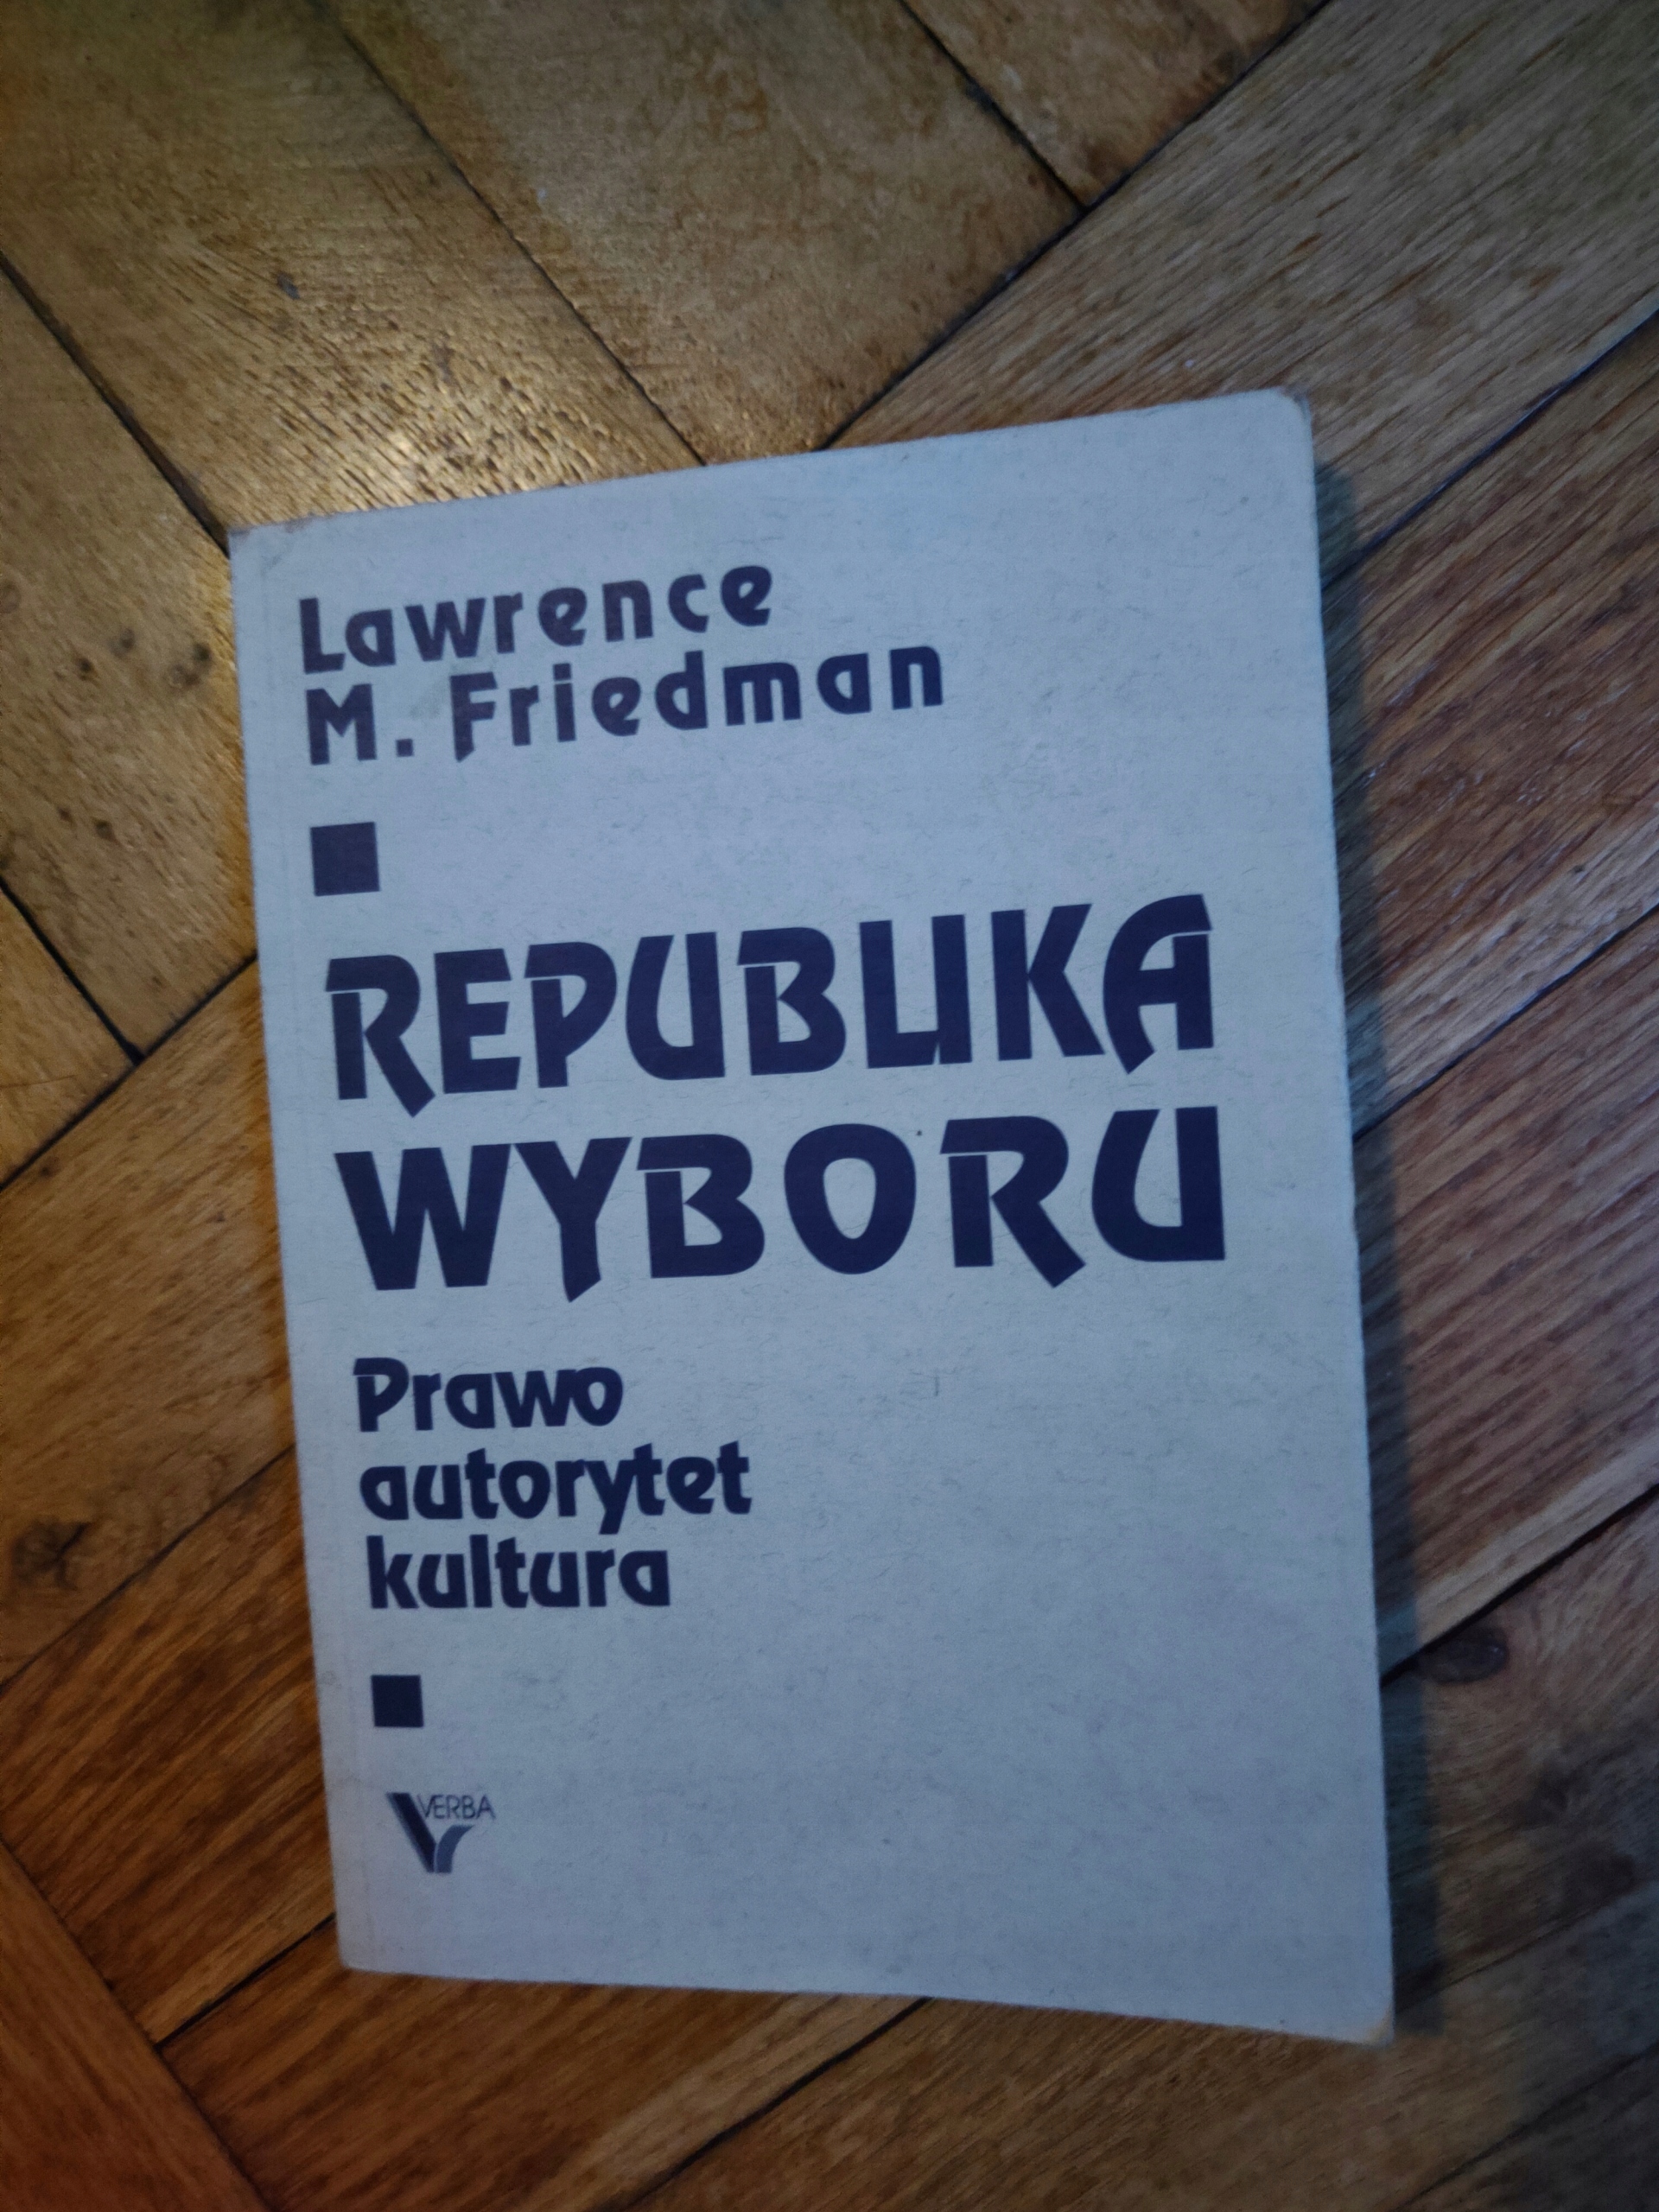 Lawrence
M. Friedman
REPUBLIKA
WYBORU
Prawo
autorytet
kultura
VERBA